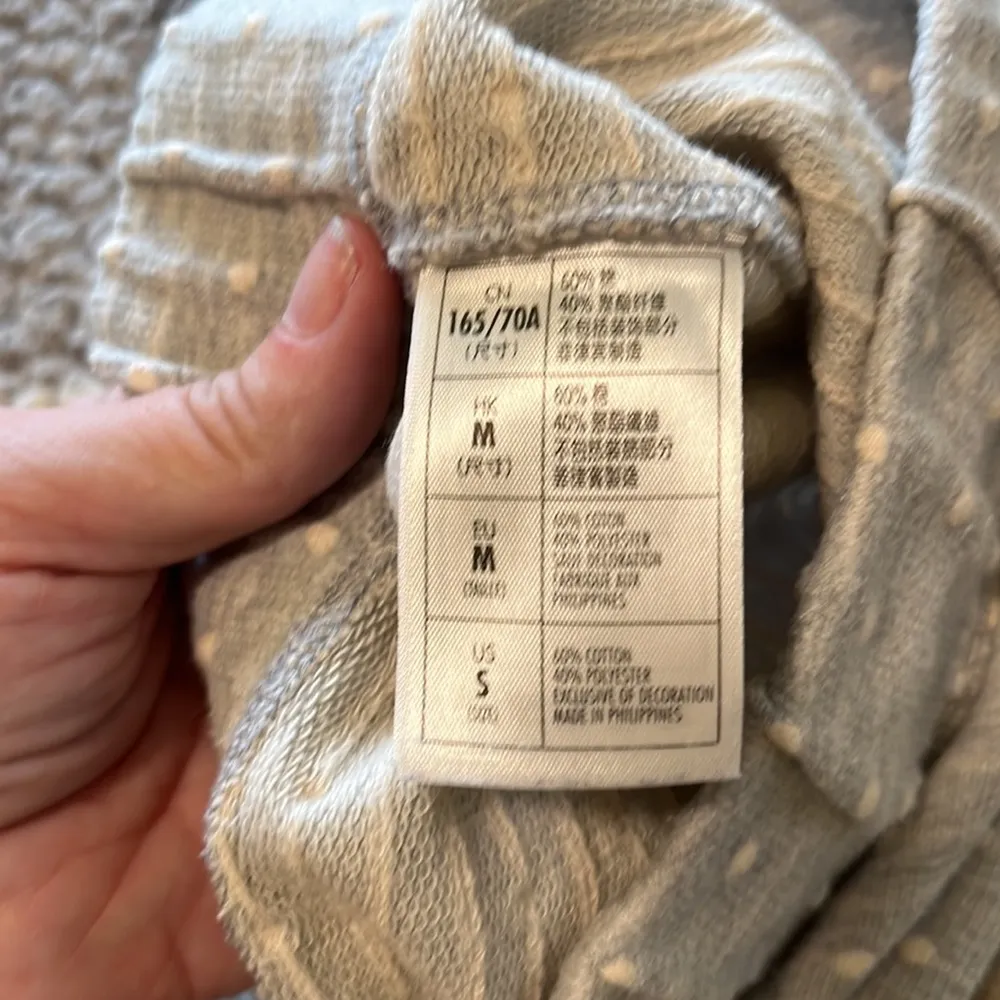 CN
165/70A
(尺寸)
60% 棉
40% 聚酯纤维
不包括装饰部分
菲律宾制造
HK
M
(尺寸)
60% 棉
40% 聚酯纖維
不包括裝飾部分
菲律賓製造
EU
M
60% COTON
40% POLYESTER
SANS DECORATION
FABRIQUE AUX
PHILIPPINES
US
S
(SIZE)
60% COTTON
40% POLYESTER
EXCLUSIVE OF DECORATION
MADE IN PHILIPPINES